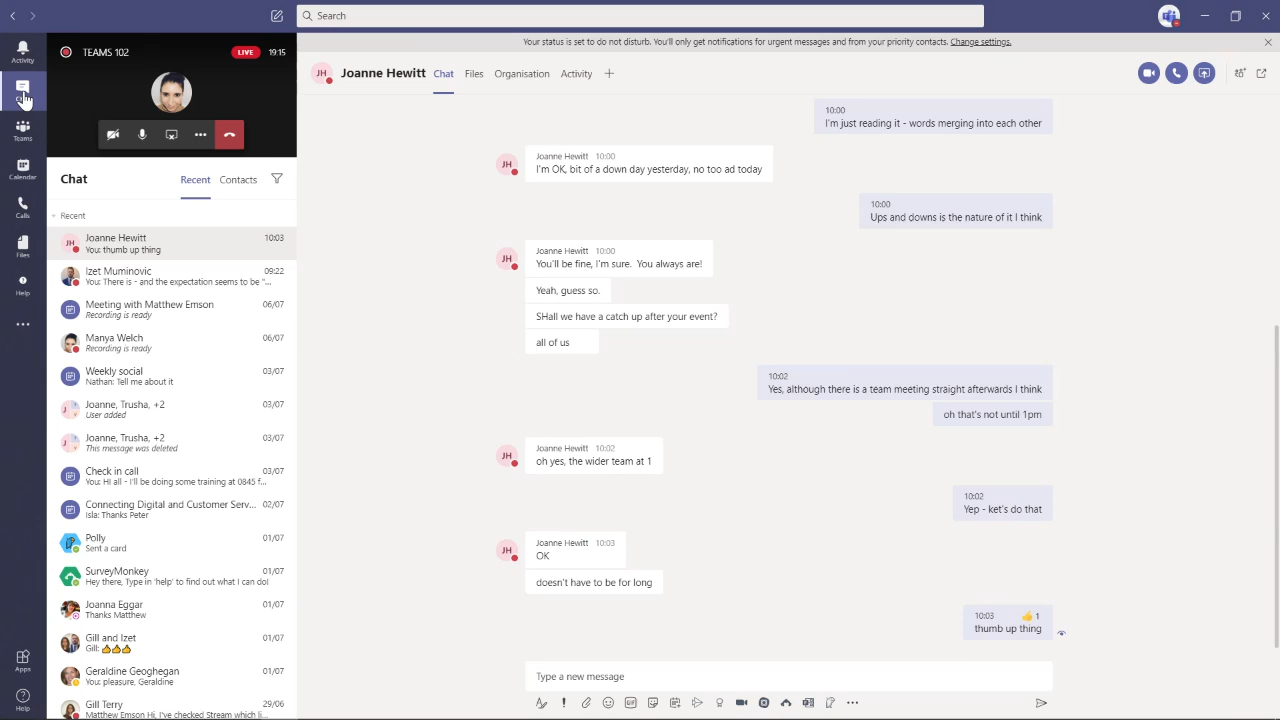 Search
Activity
Chat
Teams
Calendar
Calls
Files
Help
Apps
Help
TEAMS 102
LIVE
19:15
Your status is set to do not disturb. You'll only get notifications for urgent messages and from your priority contacts. Change settings.
Chat
Recent
Contacts
Recent
JH
Joanne Hewitt
10:03
You: thumb up thing
Izet Muminovic
09:22
You: There is - and the expectation seems to be "...
Meeting with Matthew Emson
06/07
Recording is ready
Manya Welch
06/07
Recording is ready
Weekly social
03/07
Nathan: Tell me about it
J
Joanne, Trusha, +2
03/07
User added
J
Joanne, Trusha, +2
03/07
This message was deleted
Check in call
03/07
You: HI all - I'll be doing some training at 0845 f...
Connecting Digital and Customer Serv...
02/07
Isla: Thanks Peter
Polly
01/07
Sent a card
SurveyMonkey
01/07
Hey there, Type in 'help' to find out what I can do!
Joanna Eggar
01/07
Thanks Matthew
Gill and Izet
01/07
Gill: 👍👍👍
Geraldine Geoghegan
01/07
You: pleasure, Geraldine
Gill Terry
29/06
Matthew Emson Hi, I've checked Stream which li...
JH
Joanne Hewitt
Chat
Files
Organisation
Activity
10:00
I'm just reading it - words merging into each other
JH
Joanne Hewitt 10:00
I'm OK, bit of a down day yesterday, no too ad today
10:00
Ups and downs is the nature of it I think
JH
Joanne Hewitt 10:00
You'll be fine, I'm sure. You always are!
Yeah, guess so.
SHall we have a catch up after your event?
all of us
10:02
Yes, although there is a team meeting straight afterwards I think
oh that's not until 1pm
JH
Joanne Hewitt 10:02
oh yes, the wider team at 1
10:02
Yep - ket's do that
JH
Joanne Hewitt 10:03
OK
doesn't have to be for long
10:03 👍 1
thumb up thing
Type a new message
GIF